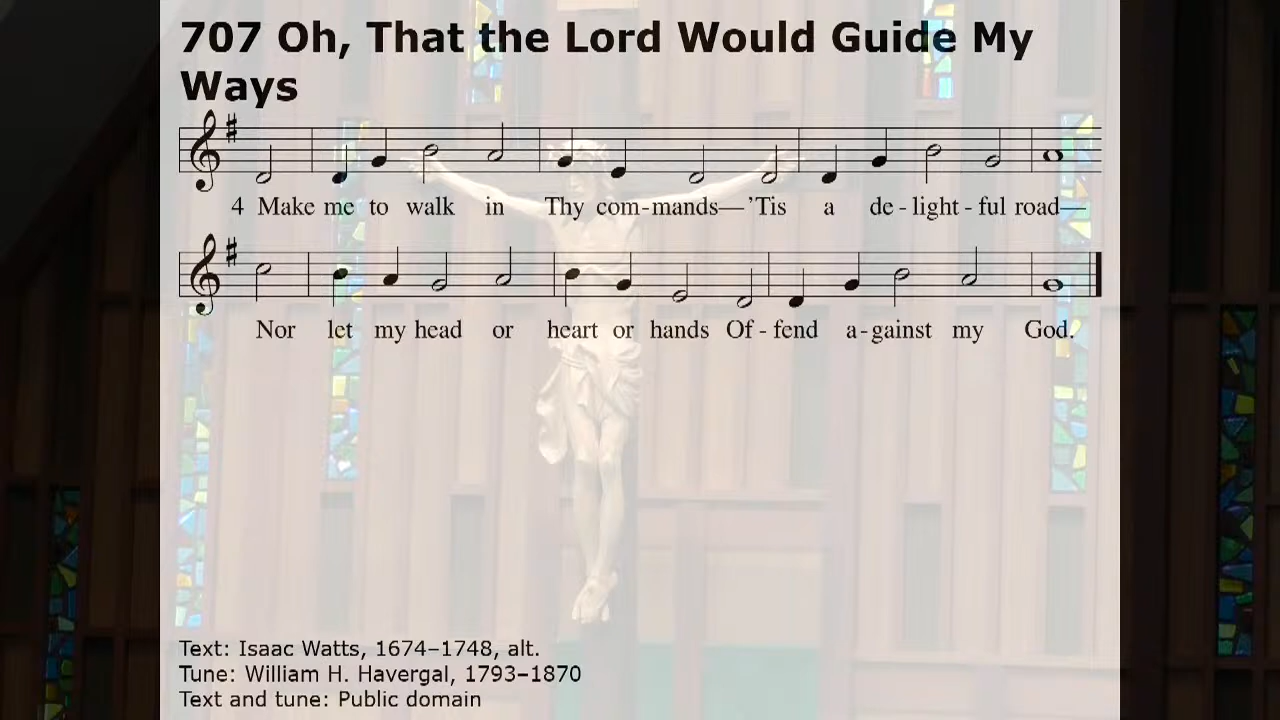 707 Oh, That the Lord Would Guide My
Ways
4 Make me to walk in Thy com-mands—’Tis a de-light-ful road—
Nor let my head or heart or hands Of-fend a-gainst my God.
Text: Isaac Watts, 1674–1748, alt.
Tune: William H. Havergal, 1793–1870
Text and tune: Public domain